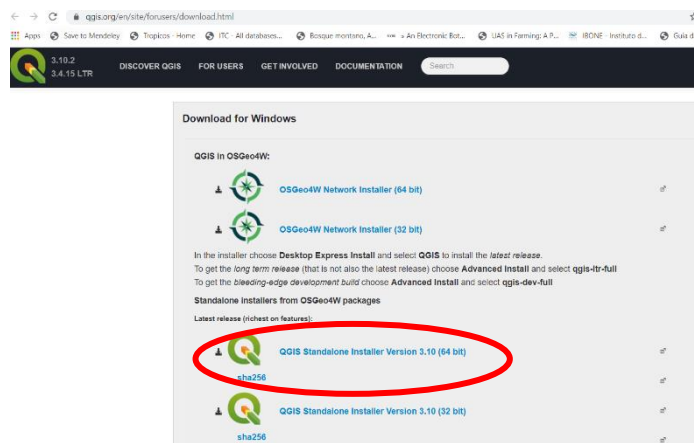 qgis.org/en/site/forusers/download.html
Apps Save to Mendeley Tropicos - Home ITC - All databases... Bosque montano, A... » An Electronic Bot... UAS in Farming: A P... IBONE - Instituto d... Guia d
3.10.2
3.4.15 LTR
DISCOVER QGIS FOR USERS GET INVOLVED DOCUMENTATION Search
Download for Windows
QGIS in OSGeo4W:
OSGeo4W Network Installer (64 bit)
OSGeo4W Network Installer (32 bit)
In the installer choose Desktop Express Install and select QGIS to install the latest release.
To get the long term release (that is not also the latest release) choose Advanced Install and select qgis-ltr-full
To get the bleeding-edge development build choose Advanced Install and select qgis-dev-full
Standalone installers from OSGeo4W packages
Latest release (richest on features):
QGIS Standalone Installer Version 3.10 (64 bit)
sha256
QGIS Standalone Installer Version 3.10 (32 bit)
sha256